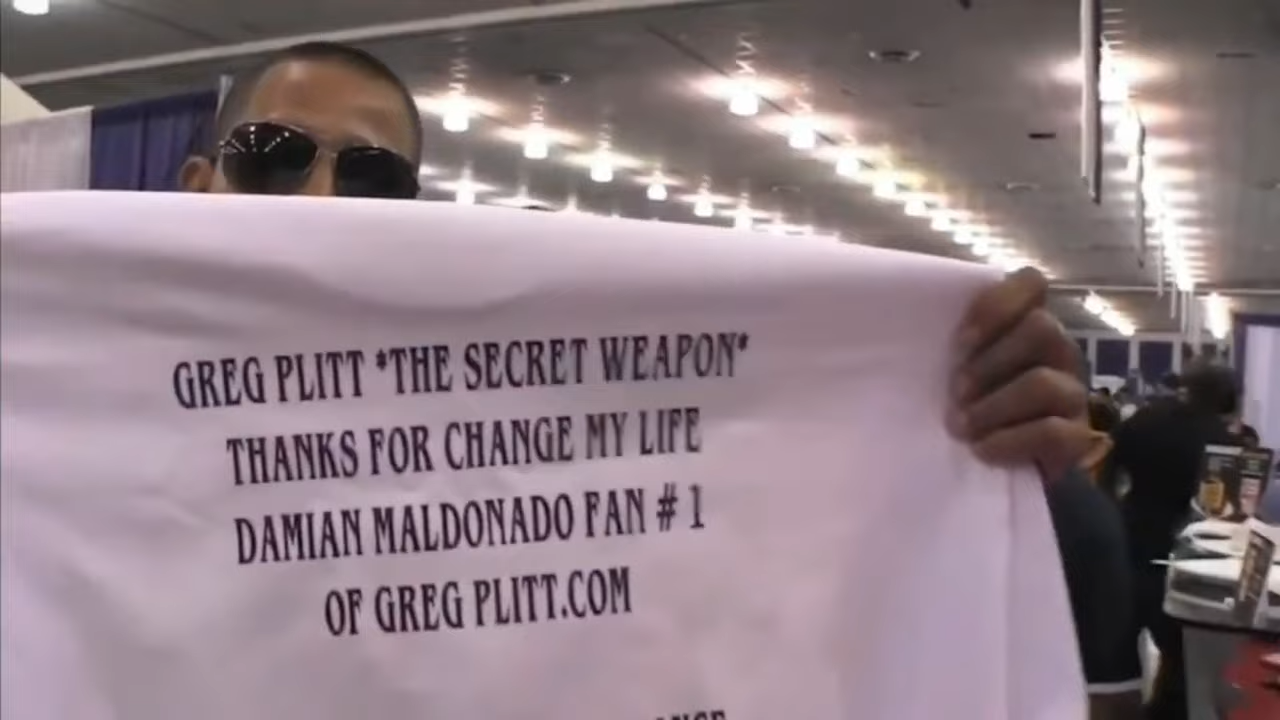 GREG PLITT *THE SECRET WEAPON*
THANKS FOR CHANGE MY LIFE
DAMIAN MALDONADO FAN # 1
OF GREG PLITT.COM